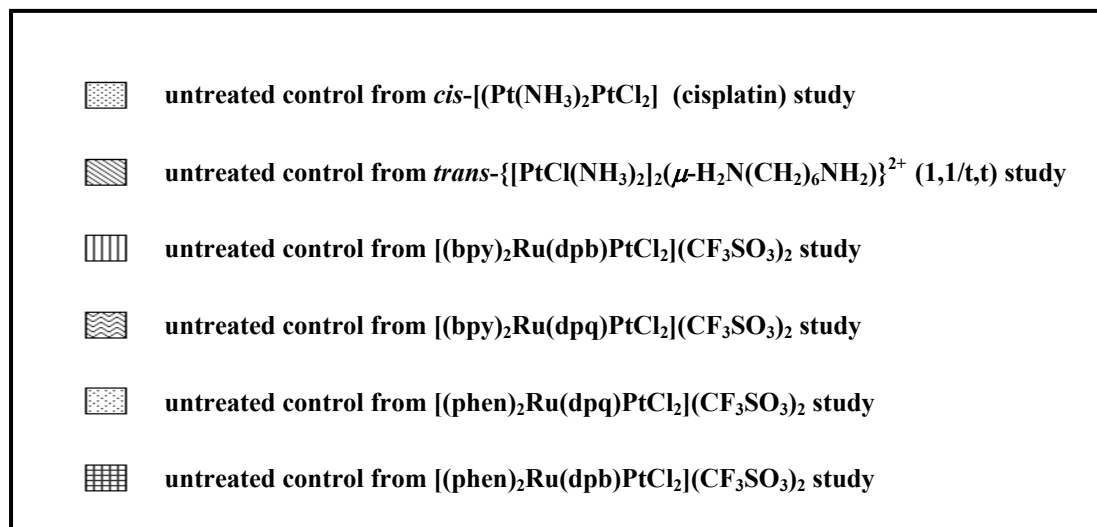 untreated control from cis-[(Pt(NH₃)₂PtCl₂] (cisplatin) study
untreated control from trans-{[PtCl(NH₃)₂]₂(μ-H₂N(CH₂)₆NH₂)}²⁺ (1,1/t,t) study
untreated control from [(bpy)₂Ru(dpb)PtCl₂](CF₃SO₃)₂ study
untreated control from [(bpy)₂Ru(dpq)PtCl₂](CF₃SO₃)₂ study
untreated control from [(phen)₂Ru(dpq)PtCl₂](CF₃SO₃)₂ study
untreated control from [(phen)₂Ru(dpb)PtCl₂](CF₃SO₃)₂ study